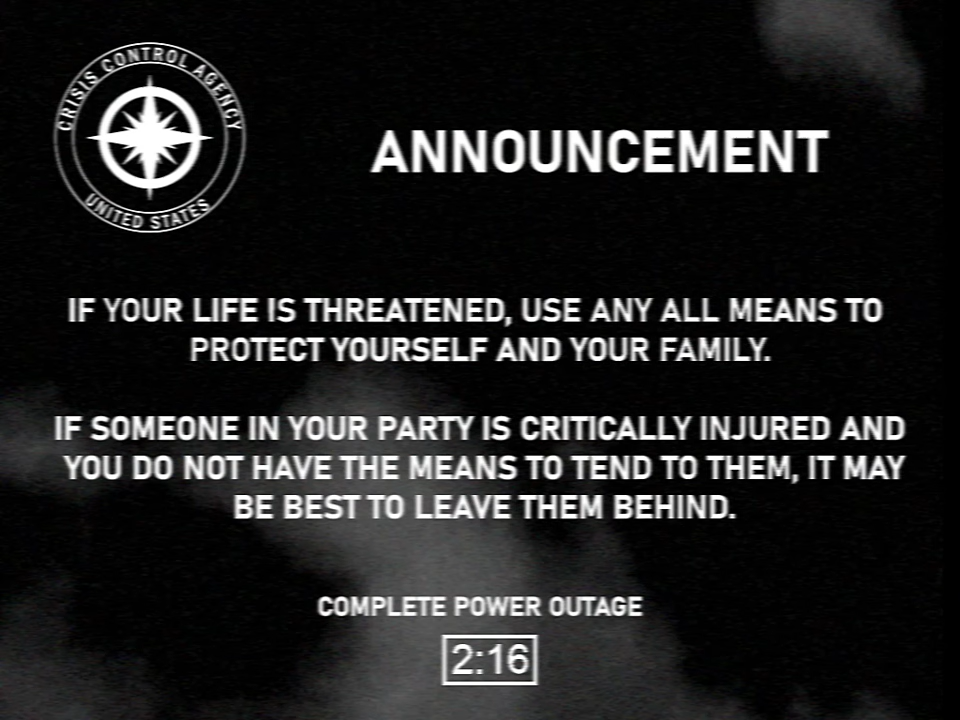 CRISIS CONTROL AGENCY
UNITED STATES
ANNOUNCEMENT
IF YOUR LIFE IS THREATENED, USE ANY ALL MEANS TO
PROTECT YOURSELF AND YOUR FAMILY.
IF SOMEONE IN YOUR PARTY IS CRITICALLY INJURED AND
YOU DO NOT HAVE THE MEANS TO TEND TO THEM, IT MAY
BE BEST TO LEAVE THEM BEHIND.
COMPLETE POWER OUTAGE
2:16